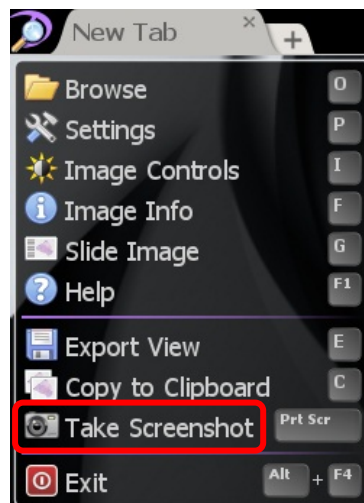 New Tab × +
Browse O
Settings P
Image Controls I
Image Info F
Slide Image G
Help F1
Export View E
Copy to Clipboard C
Take Screenshot Prt Scr
Exit Alt + F4